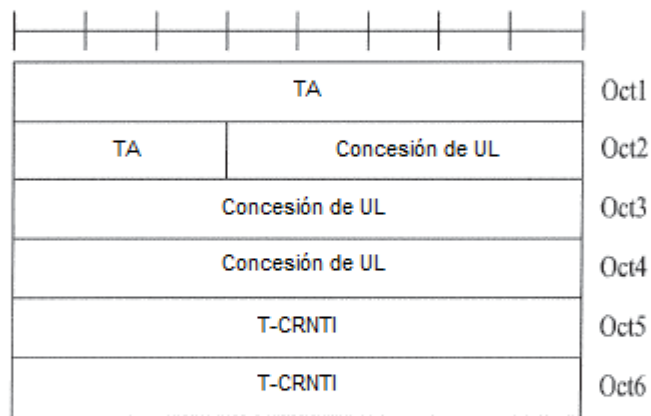 TA Oct1
TA Concesión de UL Oct2
Concesión de UL Oct3
Concesión de UL Oct4
T-CRNTI Oct5
T-CRNTI Oct6